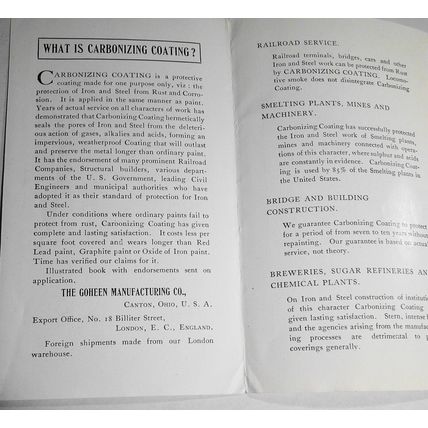 WHAT IS CARBONIZING COATING?
CARBONIZING COATING is a protective
coating made for one purpose only, viz: the
protection of Iron and Steel from Rust and Corro-
sion. It is applied in the same manner as paint.
Years of actual service on all characters of work has
demonstrated that Carbonizing Coating hermetically
seals the pores of Iron and Steel from the deleteri-
ous action of gases, alkalies and acids, forming an
impervious, weatherproof Coating that will outlast
and preserve the metal longer than ordinary paint.
It has the endorsement of many prominent Railroad
Companies, Structural builders, various depart-
ments of the U. S. Government, leading Civil
Engineers and municipal authorities who have
adopted it as their standard of protection for Iron
and Steel.
Under conditions where ordinary paints fail to
protect from rust, Carbonizing Coating has given
complete and lasting satisfaction. It costs less per
square foot covered and wears longer than Red
Lead paint, Graphite paint or Oxide of Iron paint.
Time has verified our claims for it.
Illustrated book with endorsements sent on
application.
THE GOHEEN MANUFACTURING CO.,
CANTON, OHIO, U. S. A.
Export Office, No. 18 Billiter Street,
LONDON, E. C., ENGLAND.
Foreign shipments made from our London
warehouse.
RAILROAD SERVICE.
Railroad terminals, bridges, cars and other
Iron and Steel work can be protected from Rust
by CARBONIZING COATING. Locomo-
tive smoke does not disintegrate Carbonizing
Coating.
SMELTING PLANTS, MINES AND
MACHINERY.
Carbonizing Coating has successfully protected
the Iron and Steel work of Smelting plants,
mines and machinery connected with opera-
tions of this character, where sulphur and acids
are constantly in evidence. Carbonizing Coat-
ing is used by 85% of the Smelting plants in
the United States.
BRIDGE AND BUILDING
CONSTRUCTION.
We guarantee Carbonizing Coating to protect
for a period of from seven to ten years without
repainting. Our guarantee is based on actual
service, not theory.
BREWERIES, SUGAR REFINERIES AN
CHEMICAL PLANTS.
On Iron and Steel construction of institutio
of this character Carbonizing Coating
given lasting satisfaction. Stern, intense
and the agencies arising from the manufac
ing processes are detrimental to p
coverings generally.